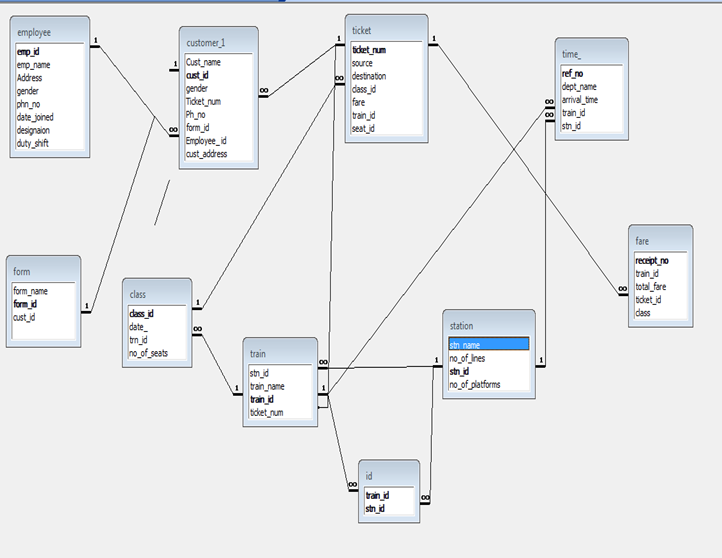 employee
emp_id
emp_name
Address
gender
phn_no
date_joined
designaion
duty_shift
1
customer_1
1
Cust_name
cust_id
gender
Ticket_num
Ph_no
form_id
Employee_id
cust_address
∞
∞
ticket
1
1
ticket_num
source
destination
class_id
fare
train_id
seat_id
∞
time_
ref_no
dept_name
arrival_time
train_id
stn_id
∞
∞
form
form_name
form_id
cust_id
1
class
class_id
date_
trn_id
no_of_seats
1
∞
train
stn_id
train_name
train_id
ticket_num
1
∞
1
station
stn_name
no_of_lines
stn_id
no_of_platforms
1
1
fare
receipt_no
train_id
total_fare
ticket_id
class
∞
id
train_id
stn_id
∞
∞